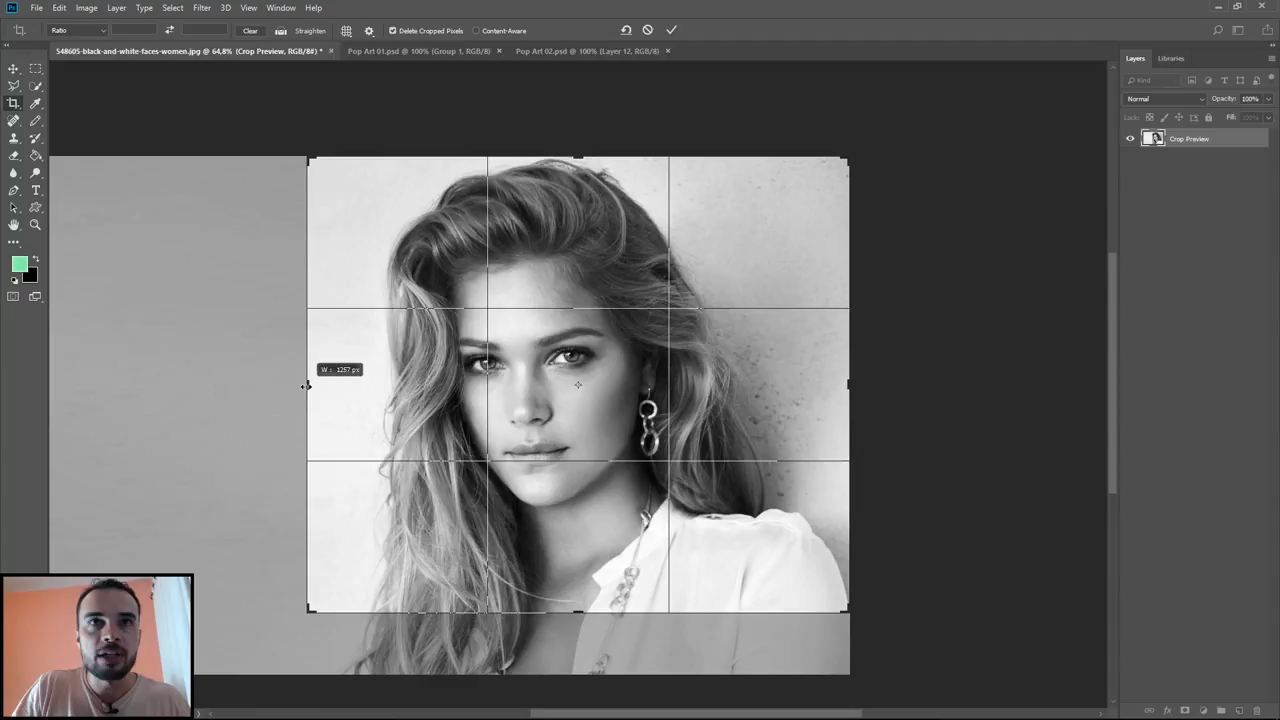 Ps File Edit Image Layer Type Select Filter 3D View Window Help
Ratio Clear Straighten Delete Cropped Pixels Content-Aware
548605-black-and-white-faces-women.jpg @ 64,8% (Crop Preview, RGB/8#) * × Pop Art 01.psd @ 100% (Group 1, RGB/8) × Pop Art 02.psd @ 100% (Layer 12, RGB/8) ×
Layers Libraries
Kind
Normal Opacity: 100%
Lock: Fill: 100%
Crop Preview
W : 1257 px